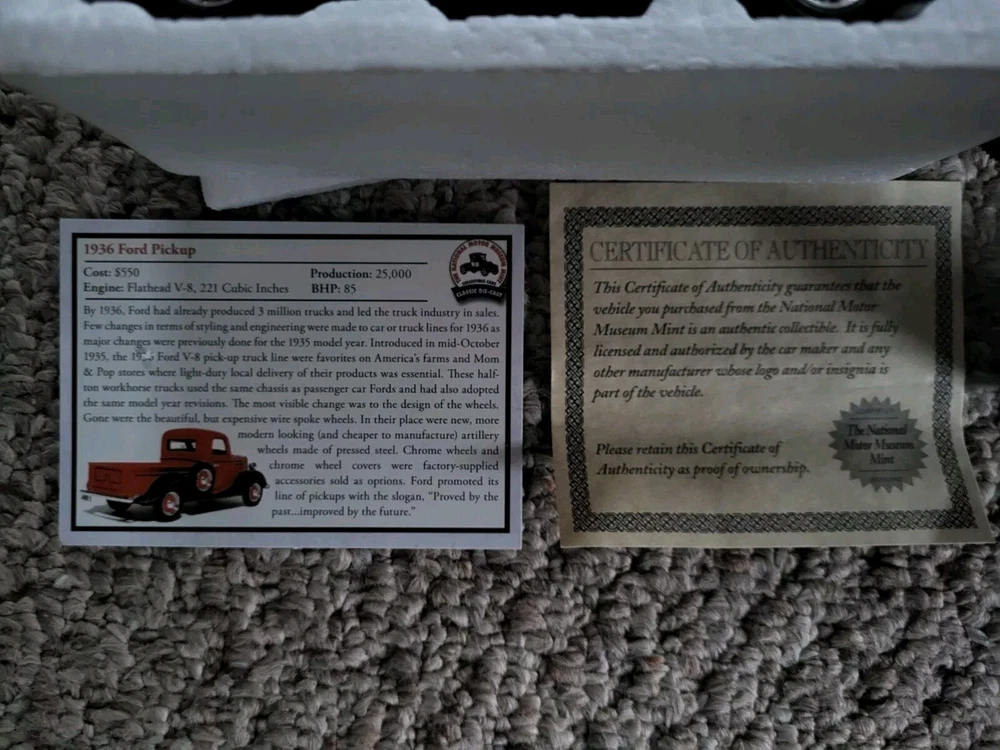 1936 Ford Pickup
Cost: $550
Production: 25,000
Engine: Flathead V-8, 221 Cubic Inches
BHP: 85
THE NATIONAL MOTOR MUSEUM MINT
CLASSIC DIE-CAST
By 1936, Ford had already produced 3 million trucks and led the truck industry in sales.
Few changes in terms of styling and engineering were made to car or truck lines for 1936 as
major changes were previously done for the 1935 model year. Introduced in mid-October
1935, the 1936 Ford V-8 pick-up truck line were favorites on America's farms and Mom
& Pop stores where light-duty local delivery of their products was essential. These half-
ton workhorse trucks used the same chassis as passenger car Fords and had also adopted
the same model year revisions. The most visible change was to the design of the wheels.
Gone were the beautiful, but expensive wire spoke wheels. In their place were new, more
modern looking (and cheaper to manufacture) artillery
wheels made of pressed steel. Chrome wheels and
chrome wheel covers were factory-supplied
accessories sold as options. Ford promoted its
line of pickups with the slogan, "Proved by the
past...improved by the future."
CERTIFICATE OF AUTHENTICITY
This Certificate of Authenticity guarantees that the
vehicle you purchased from the National Motor
Museum Mint is an authentic collectible. It is fully
licensed and authorized by the car maker and any
other manufacturer whose logo and/or insignia is
part of the vehicle.
Please retain this Certificate of
Authenticity as proof of ownership.
The National
Motor Museum
Mint